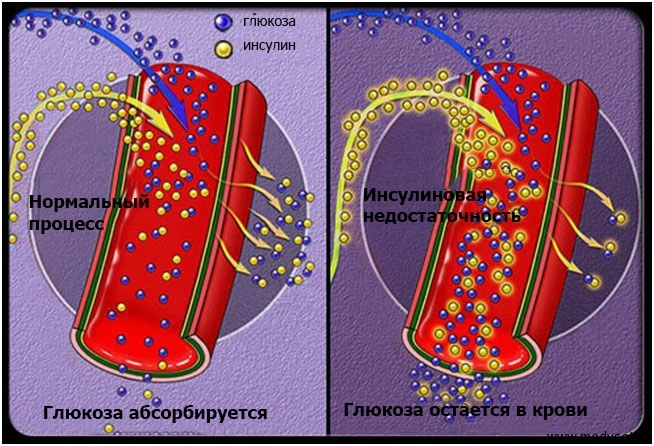 глюкоза
инсулин
Нормальный
процесс
Инсулиновая
недостаточность
Глюкоза абсорбируется
Глюкоза остается в крови